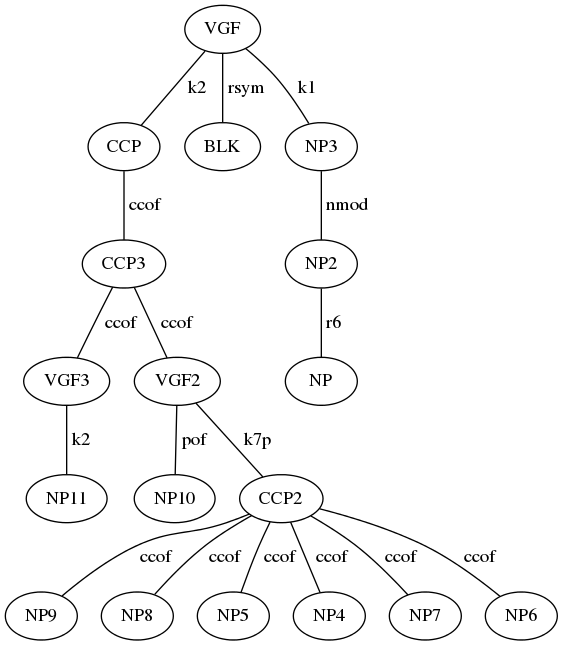 VGF
k2 rsym k1
CCP BLK NP3
ccof nmod
CCP3 NP2
ccof ccof r6
VGF3 VGF2 NP
k2 pof k7p
NP11 NP10 CCP2
ccof ccof ccof ccof ccof ccof
NP9 NP8 NP5 NP4 NP7 NP6